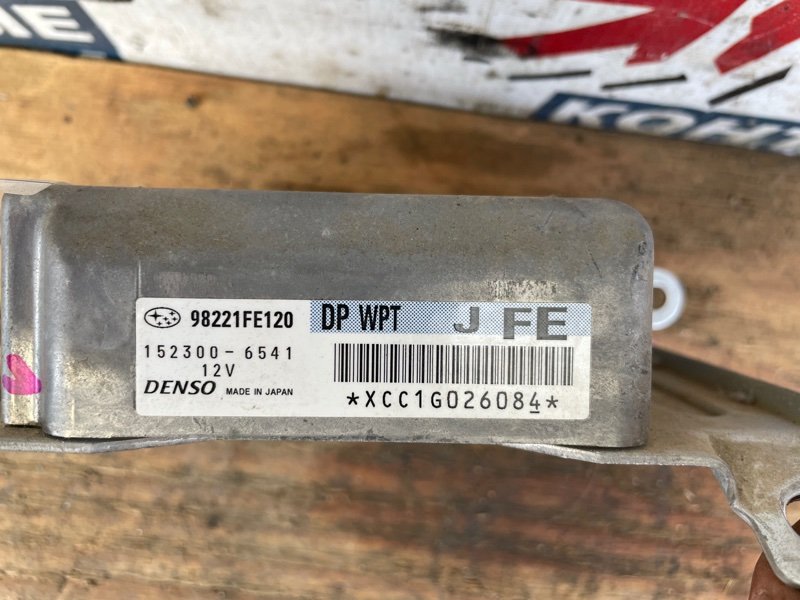 98221FE120 DP WPT J FE
152300-6541
12V
DENSO MADE IN JAPAN
*XCC1G026084*